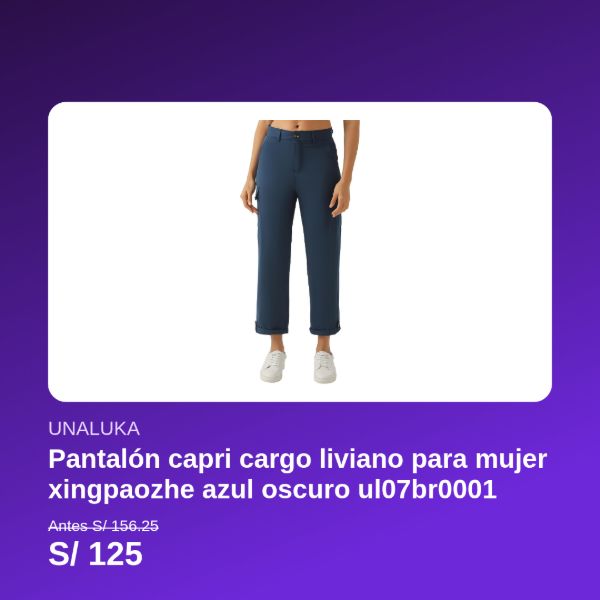 UNALUKA
Pantalón capri cargo liviano para mujer
xingpaozhe azul oscuro ul07br0001
Antes S/ 156.25
S/ 125